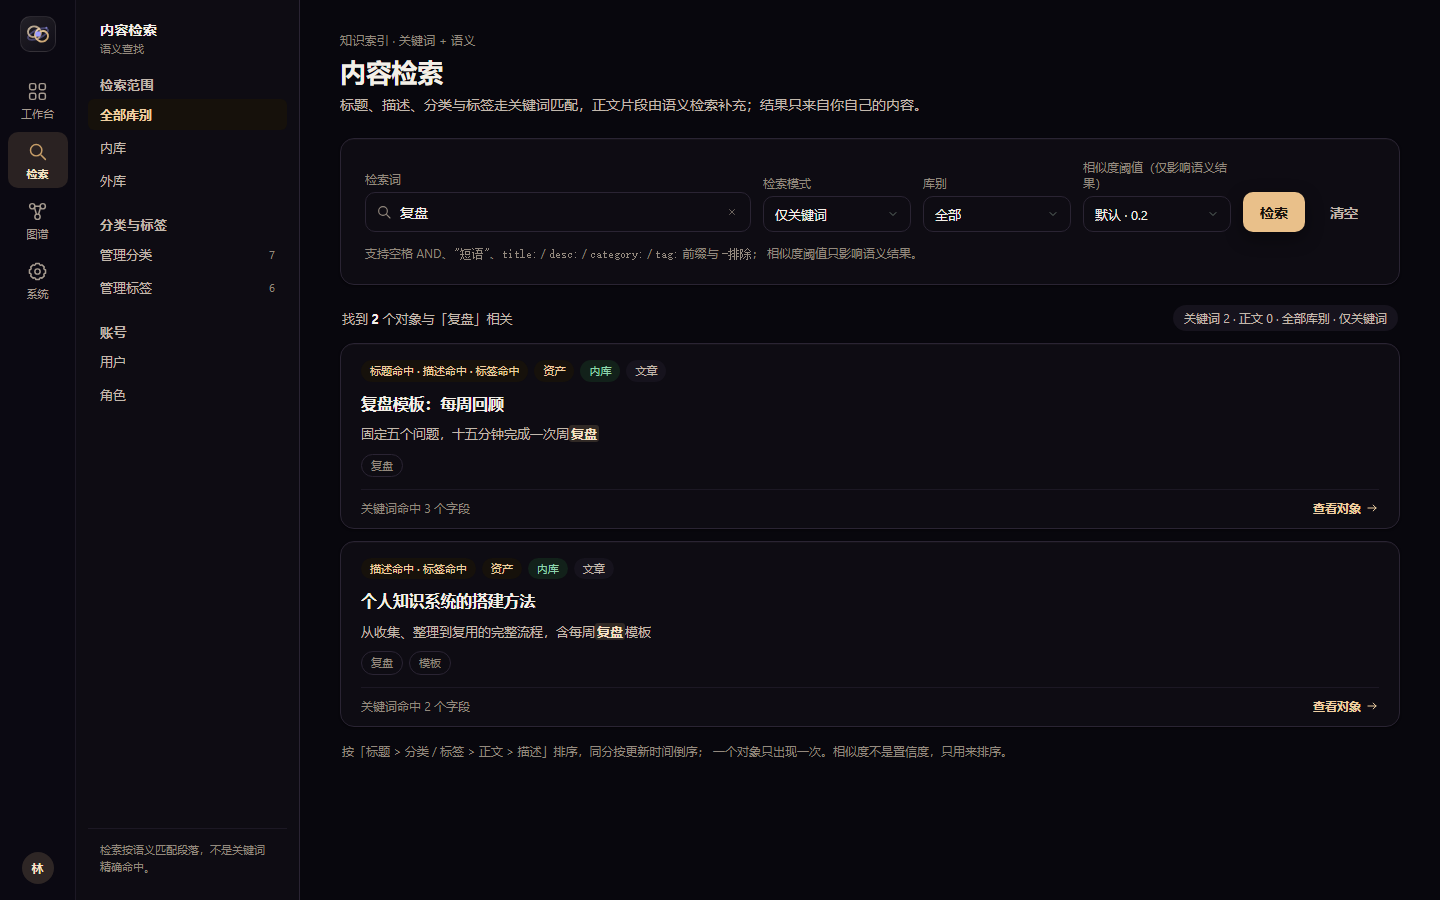 工作台
检索
图谱
系统
林
内容检索
语义查找
检索范围
全部库别
内库
外库
分类与标签
管理分类 7
管理标签 6
账号
用户
角色
检索按语义匹配段落，不是关键词
精确命中。
知识索引 · 关键词 + 语义
内容检索
标题、描述、分类与标签走关键词匹配，正文片段由语义检索补充；结果只来自你自己的内容。
检索词
复盘 ×
检索模式
仅关键词
库别
全部
相似度阈值（仅影响语义结
果）
默认 · 0.2
检索
清空
支持空格 AND、"短语"、title: / desc: / category: / tag: 前缀与 -排除； 相似度阈值只影响语义结果。
找到 2 个对象与「复盘」相关
关键词 2 · 正文 0 · 全部库别 · 仅关键词
标题命中 · 描述命中 · 标签命中 资产 内库 文章
复盘模板：每周回顾
固定五个问题，十五分钟完成一次周复盘
复盘
关键词命中 3 个字段
查看对象 →
描述命中 · 标签命中 资产 内库 文章
个人知识系统的搭建方法
从收集、整理到复用的完整流程，含每周复盘模板
复盘 模板
关键词命中 2 个字段
查看对象 →
按「标题 > 分类 / 标签 > 正文 > 描述」排序，同分按更新时间倒序； 一个对象只出现一次。相似度不是置信度，只用来排序。